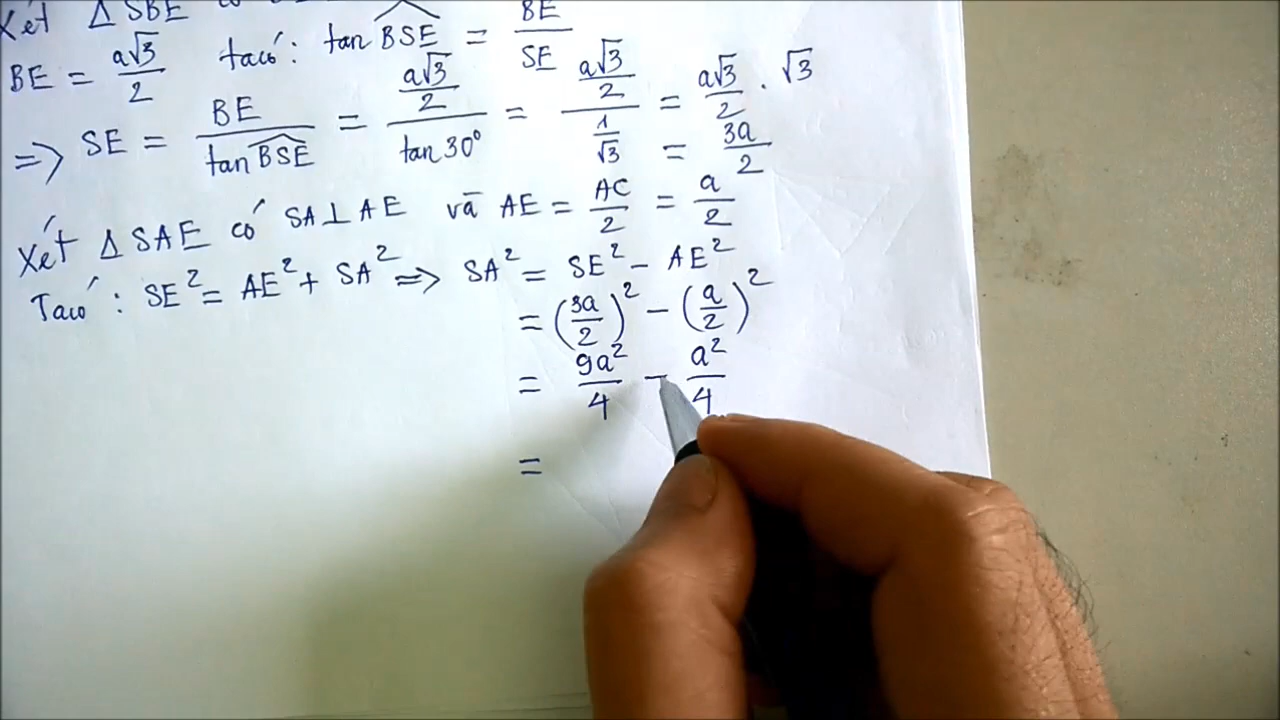 Xét Δ SBE có
BE = a√3/2 ta có: tan BSE = BE/SE
=> SE = BE/tan BSE = (a√3/2)/tan 30° = (a√3/2)/(1/√3) = a√3/2 . √3
= 3a/2
Xét Δ SAE có SA⊥AE và AE = AC/2 = a/2
Ta có: SE² = AE² + SA² => SA² = SE² - AE²
= (3a/2)² - (a/2)²
= 9a²/4 - a²/4
=